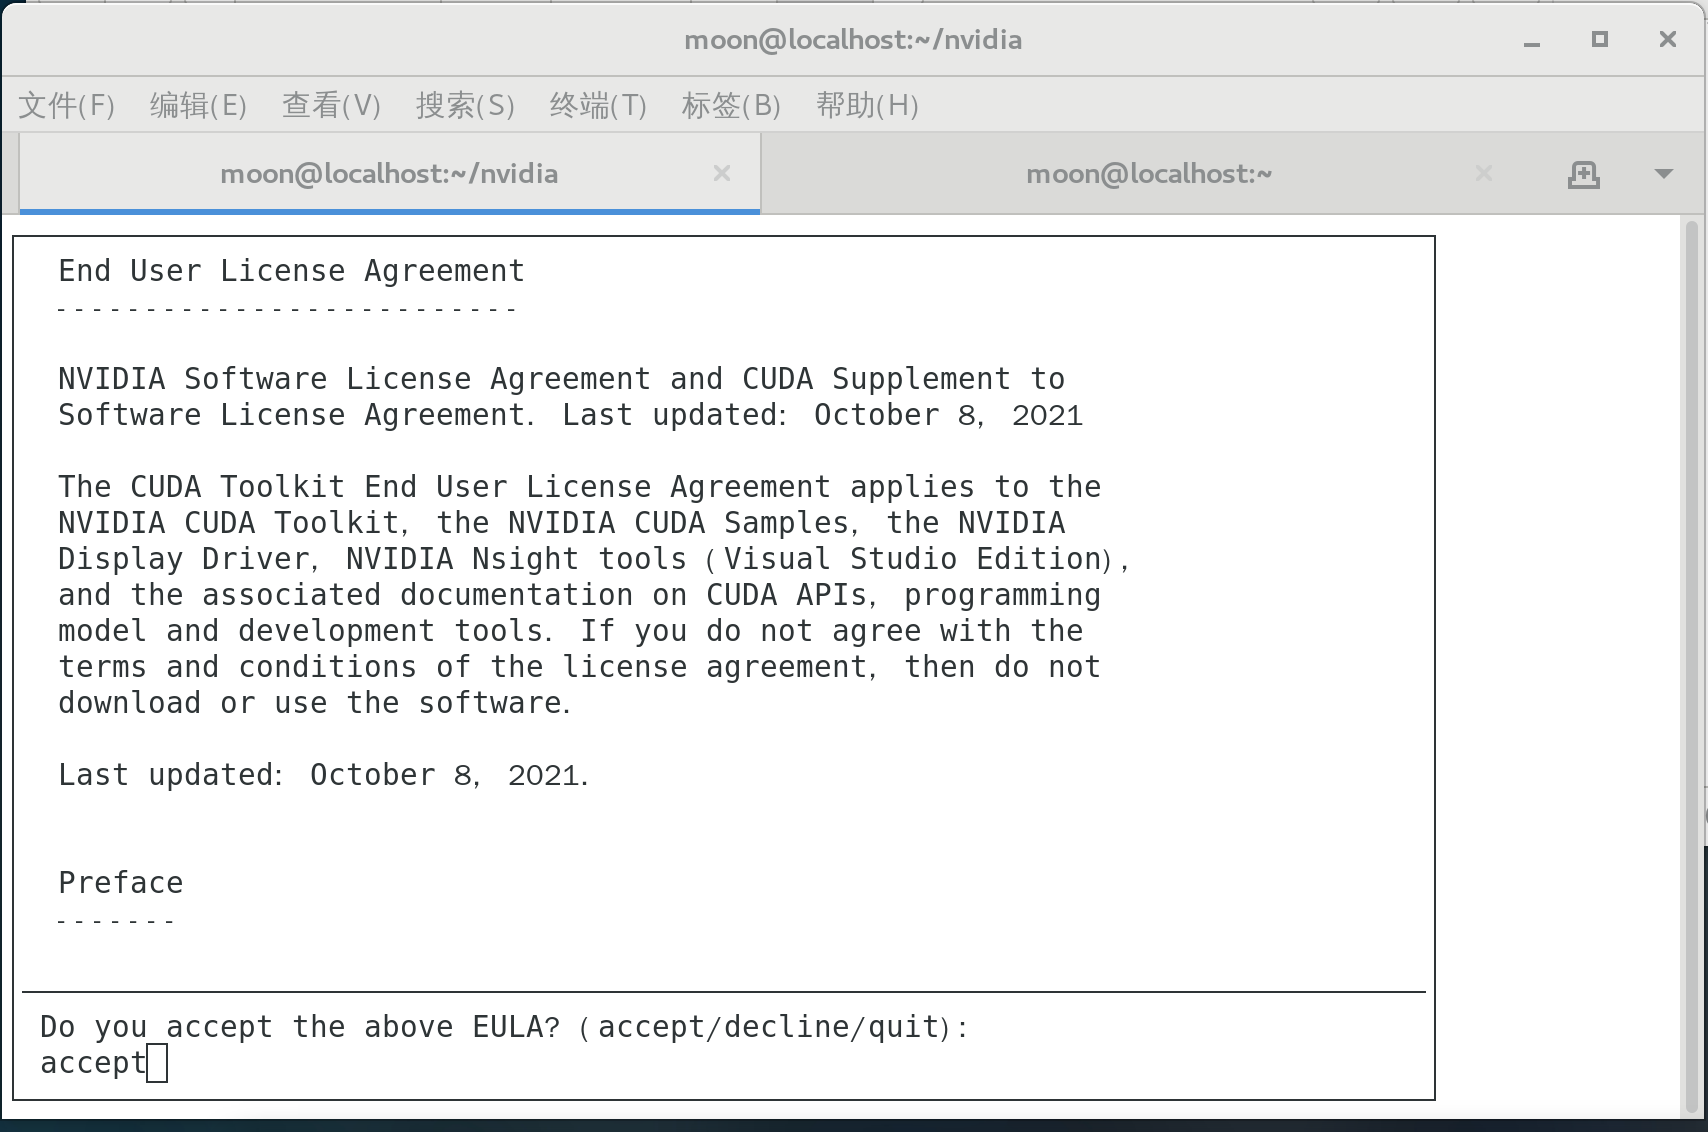 moon@localhost:~/nvidia
文件(F) 编辑(E) 查看(V) 搜索(S) 终端(T) 标签(B) 帮助(H)
moon@localhost:~/nvidia moon@localhost:~
End User License Agreement
--------------------------
NVIDIA Software License Agreement and CUDA Supplement to
Software License Agreement. Last updated: October 8, 2021
The CUDA Toolkit End User License Agreement applies to the
NVIDIA CUDA Toolkit, the NVIDIA CUDA Samples, the NVIDIA
Display Driver, NVIDIA Nsight tools (Visual Studio Edition),
and the associated documentation on CUDA APIs, programming
model and development tools. If you do not agree with the
terms and conditions of the license agreement, then do not
download or use the software.
Last updated: October 8, 2021.
Preface
-------
Do you accept the above EULA? (accept/decline/quit):
accept